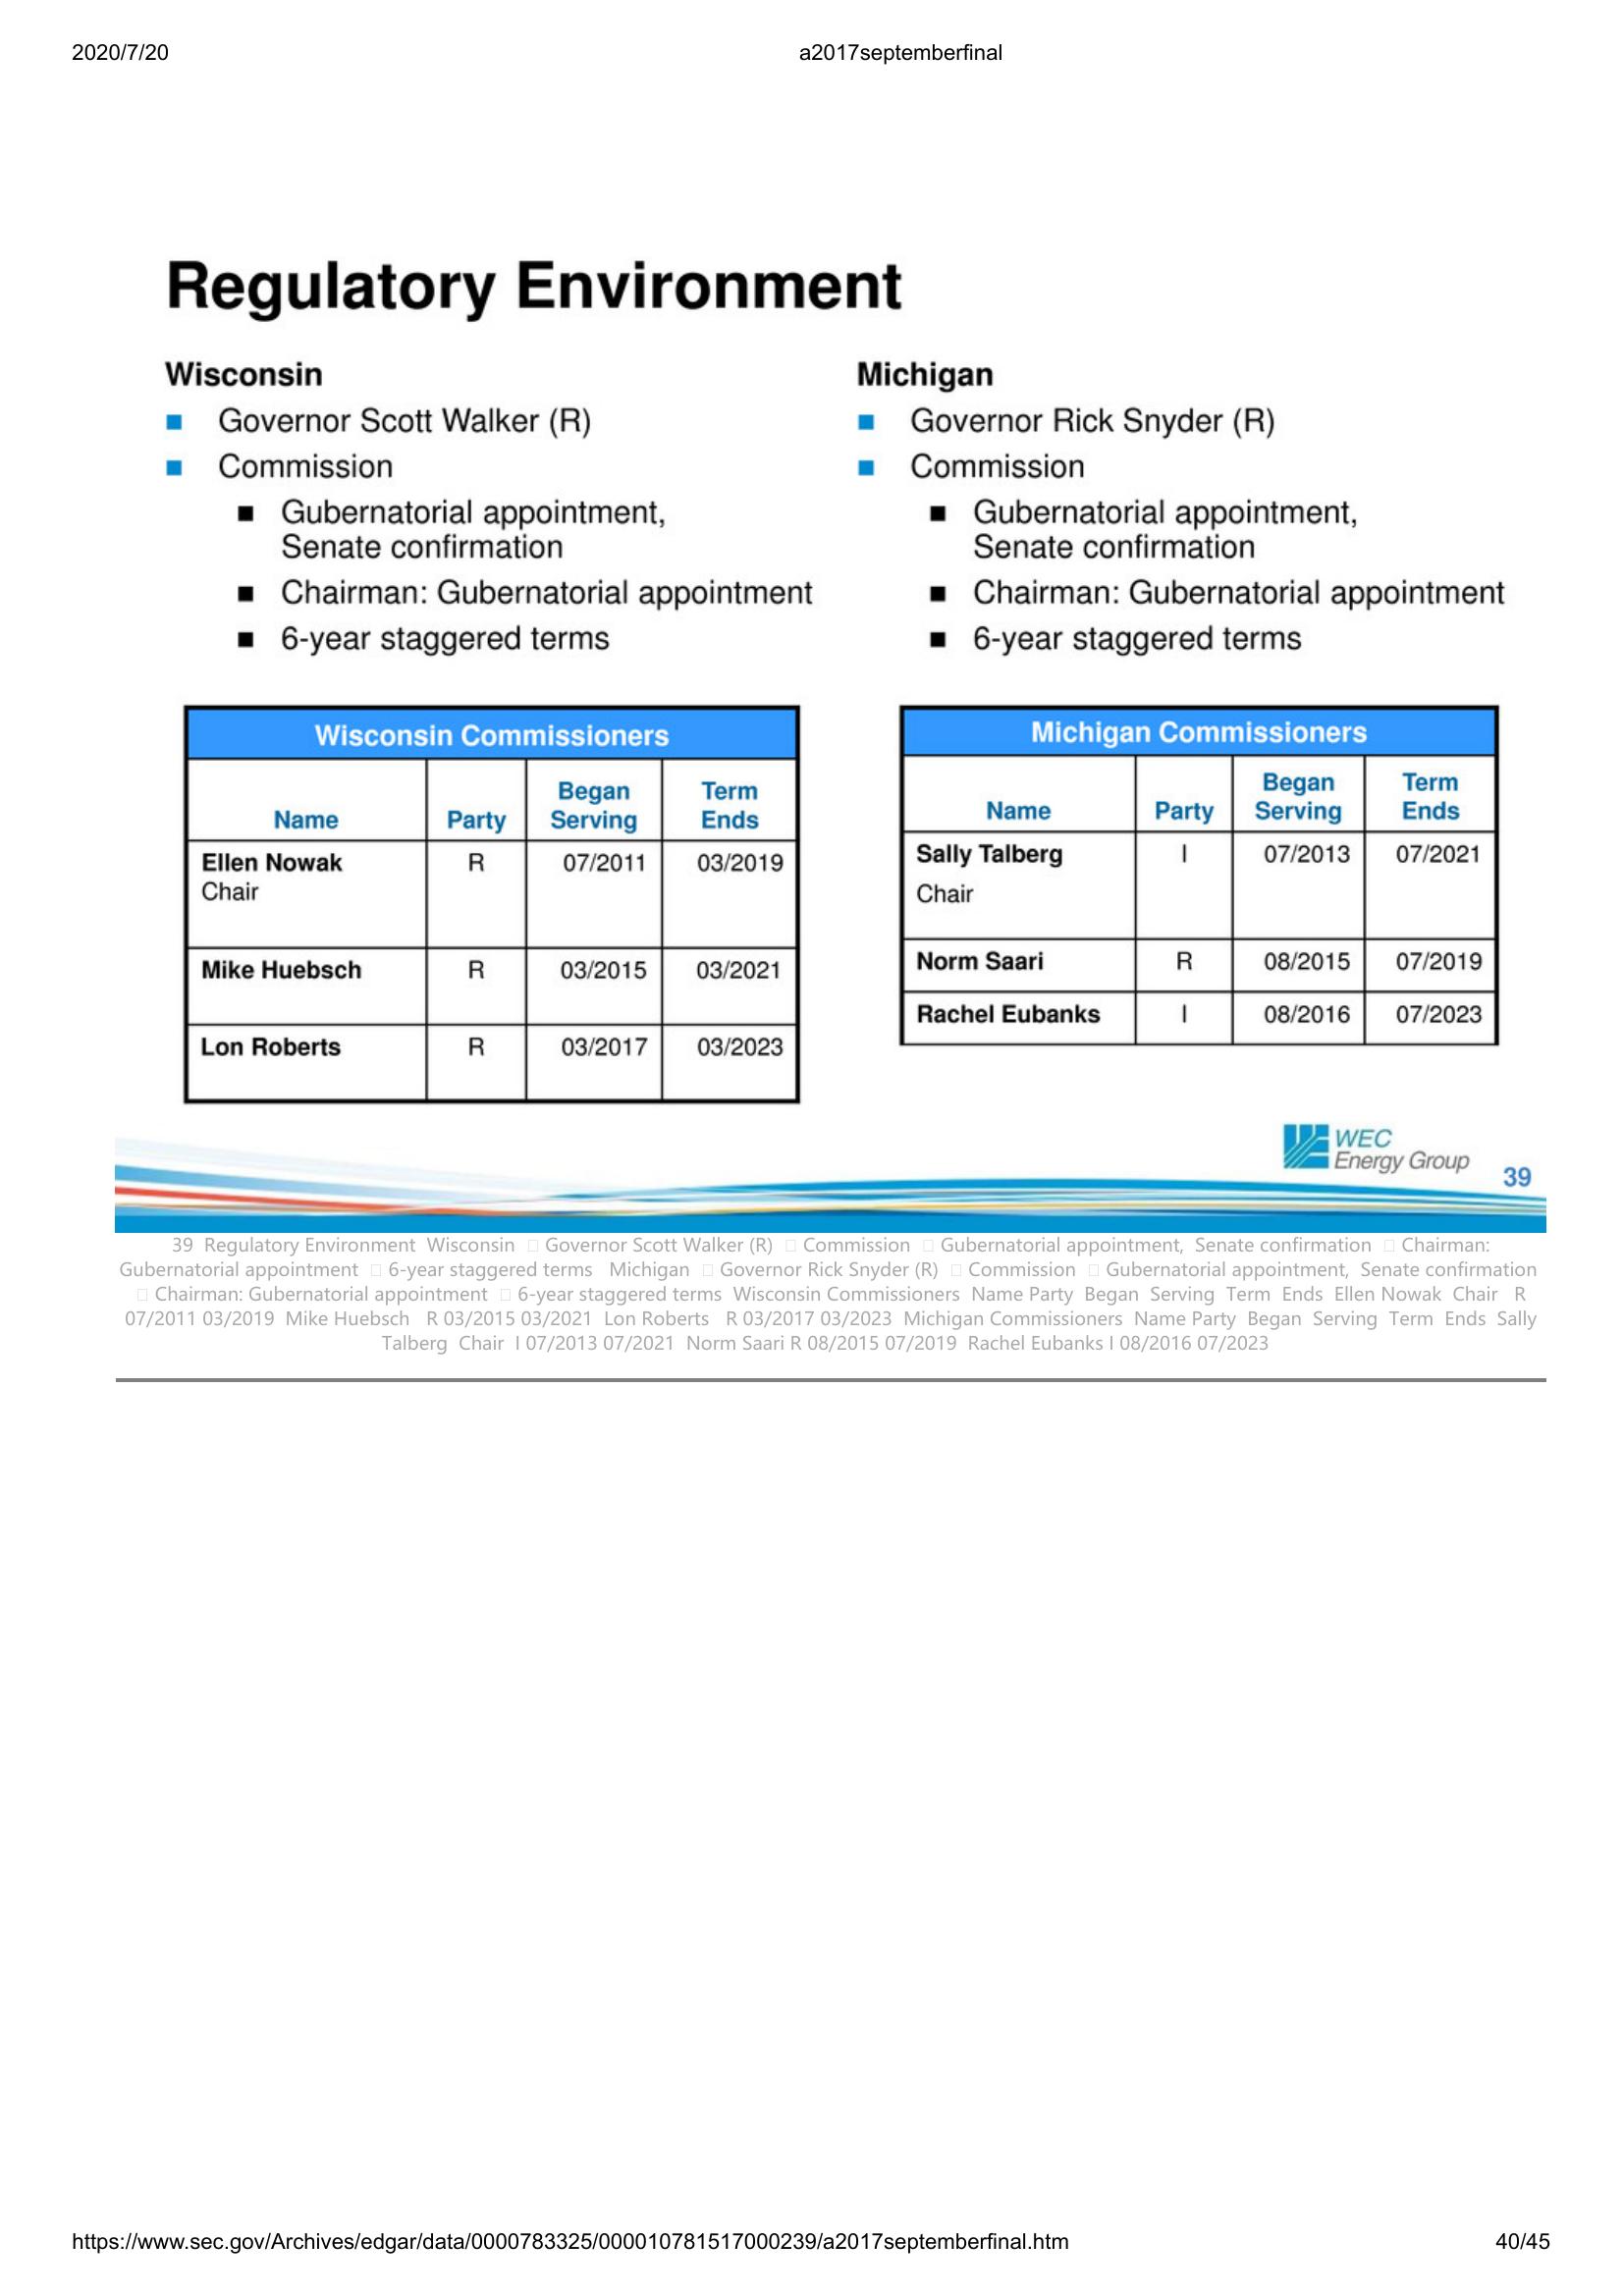 2020/7/20
a2017septemberfinal
Regulatory Environment
Wisconsin
Governor Scott Walker (R)
Commission
Gubernatorial appointment,
Senate confirmation
Chairman: Gubernatorial appointment
6-year staggered terms
Michigan
Governor Rick Snyder (R)
Commission
Gubernatorial appointment,
Senate confirmation
Chairman: Gubernatorial appointment
6-year staggered terms
Wisconsin Commissioners
Name Party Began Serving Term Ends
Ellen Nowak Chair R 07/2011 03/2019
Mike Huebsch R 03/2015 03/2021
Lon Roberts R 03/2017 03/2023
Michigan Commissioners
Name Party Began Serving Term Ends
Sally Talberg Chair I 07/2013 07/2021
Norm Saari R 08/2015 07/2019
Rachel Eubanks I 08/2016 07/2023
WEC
Energy Group
39
39 Regulatory Environment Wisconsin Governor Scott Walker (R) Commission Gubernatorial appointment, Senate confirmation Chairman:
Gubernatorial appointment 6-year staggered terms Michigan Governor Rick Snyder (R) Commission Gubernatorial appointment, Senate confirmation
Chairman: Gubernatorial appointment 6-year staggered terms Wisconsin Commissioners Name Party Began Serving Term Ends Ellen Nowak Chair R
07/2011 03/2019 Mike Huebsch R 03/2015 03/2021 Lon Roberts R 03/2017 03/2023 Michigan Commissioners Name Party Began Serving Term Ends Sally
Talberg Chair I 07/2013 07/2021 Norm Saari R 08/2015 07/2019 Rachel Eubanks I 08/2016 07/2023
https://www.sec.gov/Archives/edgar/data/0000783325/000010781517000239/a2017septemberfinal.htm
40/45